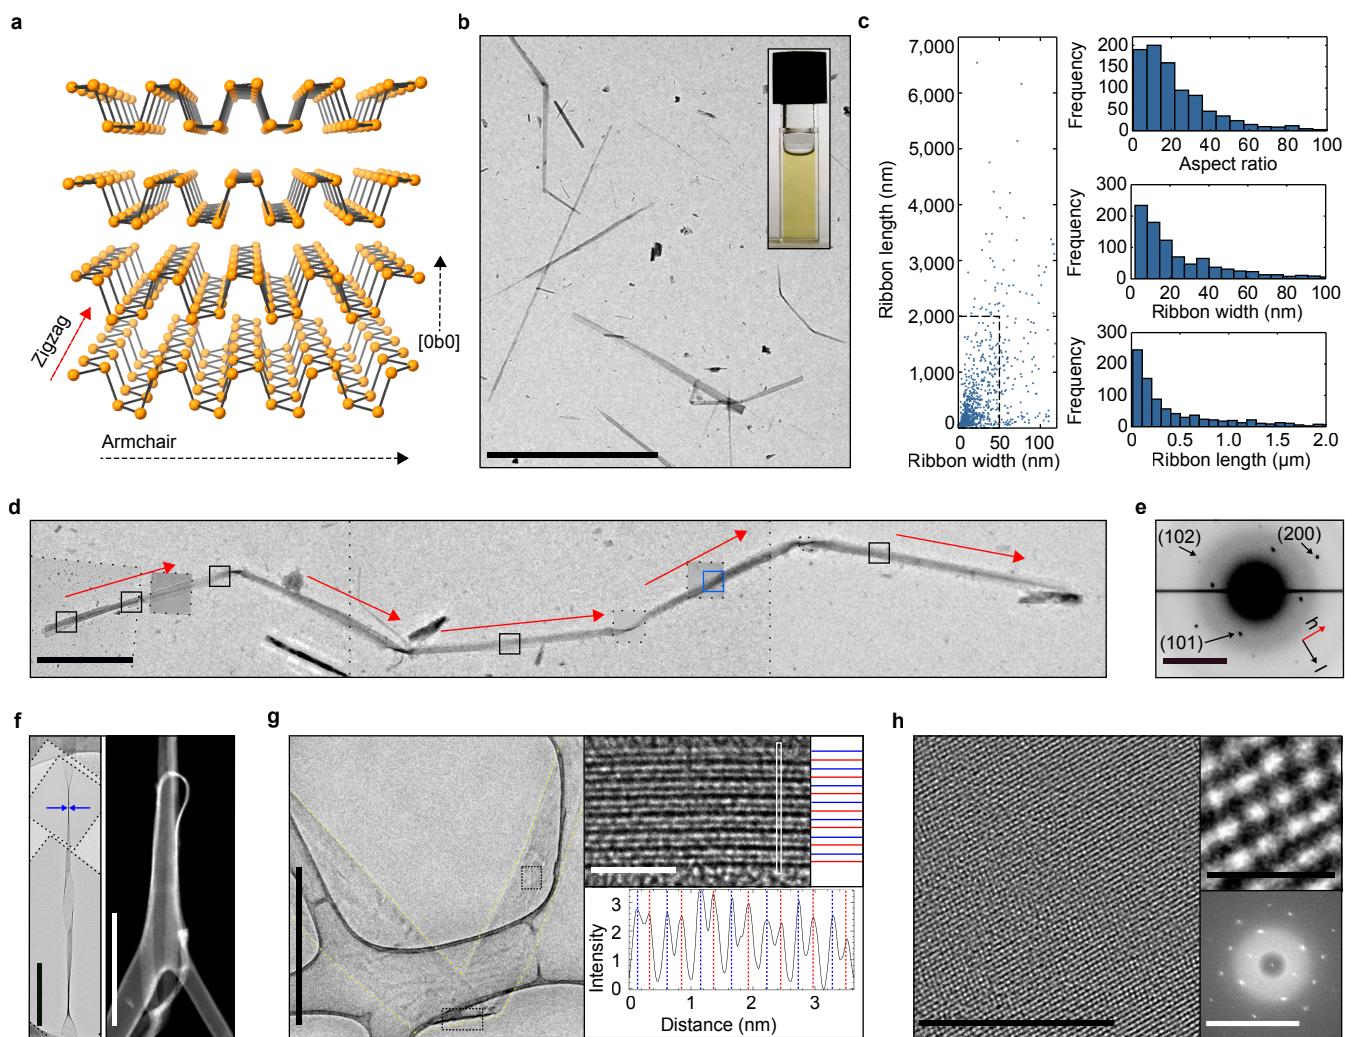 a
Zigzag
[0b0]
Armchair
b
c
7,000
6,000
5,000
4,000
3,000
2,000
1,000
0
Ribbon length (nm)
0 50 100
Ribbon width (nm)
200
150
100
50
0
Frequency
0 20 40 60 80 100
Aspect ratio
300
200
100
0
Frequency
0 20 40 60 80 100
Ribbon width (nm)
300
200
100
0
Frequency
0 0.5 1.0 1.5 2.0
Ribbon length (µm)
d
e
(102)
(200)
(101)
h
l
f
g
3
2
1
0
Intensity
0 1 2 3
Distance (nm)
h